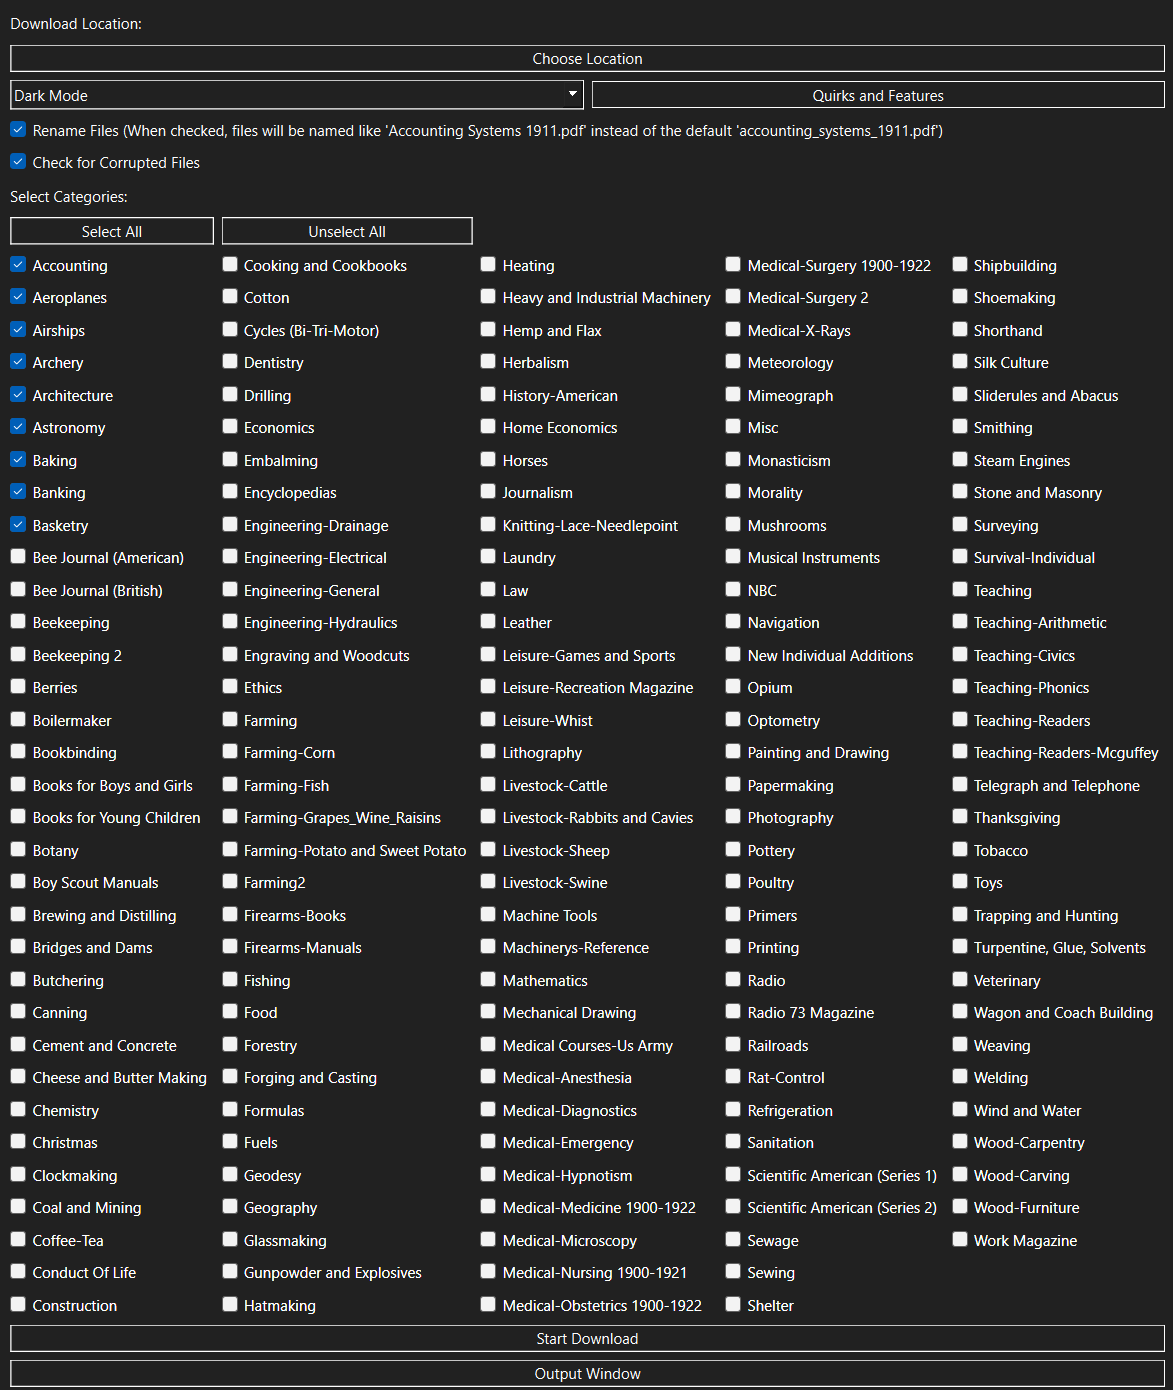 Download Location:
Choose Location
Dark Mode
Quirks and Features
Rename Files (When checked, files will be named like 'Accounting Systems 1911.pdf' instead of the default 'accounting_systems_1911.pdf')
Check for Corrupted Files
Select Categories:
Select All
Unselect All
Accounting
Aeroplanes
Airships
Archery
Architecture
Astronomy
Baking
Banking
Basketry
Bee Journal (American)
Bee Journal (British)
Beekeeping
Beekeeping 2
Berries
Boilermaker
Bookbinding
Books for Boys and Girls
Books for Young Children
Botany
Boy Scout Manuals
Brewing and Distilling
Bridges and Dams
Butchering
Canning
Cement and Concrete
Cheese and Butter Making
Chemistry
Christmas
Clockmaking
Coal and Mining
Coffee-Tea
Conduct Of Life
Construction
Cooking and Cookbooks
Cotton
Cycles (Bi-Tri-Motor)
Dentistry
Drilling
Economics
Embalming
Encyclopedias
Engineering-Drainage
Engineering-Electrical
Engineering-General
Engineering-Hydraulics
Engraving and Woodcuts
Ethics
Farming
Farming-Corn
Farming-Fish
Farming-Grapes_Wine_Raisins
Farming-Potato and Sweet Potato
Farming2
Firearms-Books
Firearms-Manuals
Fishing
Food
Forestry
Forging and Casting
Formulas
Fuels
Geodesy
Geography
Glassmaking
Gunpowder and Explosives
Hatmaking
Heating
Heavy and Industrial Machinery
Hemp and Flax
Herbalism
History-American
Home Economics
Horses
Journalism
Knitting-Lace-Needlepoint
Laundry
Law
Leather
Leisure-Games and Sports
Leisure-Recreation Magazine
Leisure-Whist
Lithography
Livestock-Cattle
Livestock-Rabbits and Cavies
Livestock-Sheep
Livestock-Swine
Machine Tools
Machinerys-Reference
Mathematics
Mechanical Drawing
Medical Courses-Us Army
Medical-Anesthesia
Medical-Diagnostics
Medical-Emergency
Medical-Hypnotism
Medical-Medicine 1900-1922
Medical-Microscopy
Medical-Nursing 1900-1921
Medical-Obstetrics 1900-1922
Medical-Surgery 1900-1922
Medical-Surgery 2
Medical-X-Rays
Meteorology
Mimeograph
Misc
Monasticism
Morality
Mushrooms
Musical Instruments
NBC
Navigation
New Individual Additions
Opium
Optometry
Painting and Drawing
Papermaking
Photography
Pottery
Poultry
Primers
Printing
Radio
Radio 73 Magazine
Railroads
Rat-Control
Refrigeration
Sanitation
Scientific American (Series 1)
Scientific American (Series 2)
Sewage
Sewing
Shelter
Shipbuilding
Shoemaking
Shorthand
Silk Culture
Sliderules and Abacus
Smithing
Steam Engines
Stone and Masonry
Surveying
Survival-Individual
Teaching
Teaching-Arithmetic
Teaching-Civics
Teaching-Phonics
Teaching-Readers
Teaching-Readers-Mcguffey
Telegraph and Telephone
Thanksgiving
Tobacco
Toys
Trapping and Hunting
Turpentine, Glue, Solvents
Veterinary
Wagon and Coach Building
Weaving
Welding
Wind and Water
Wood-Carpentry
Wood-Carving
Wood-Furniture
Work Magazine
Start Download
Output Window